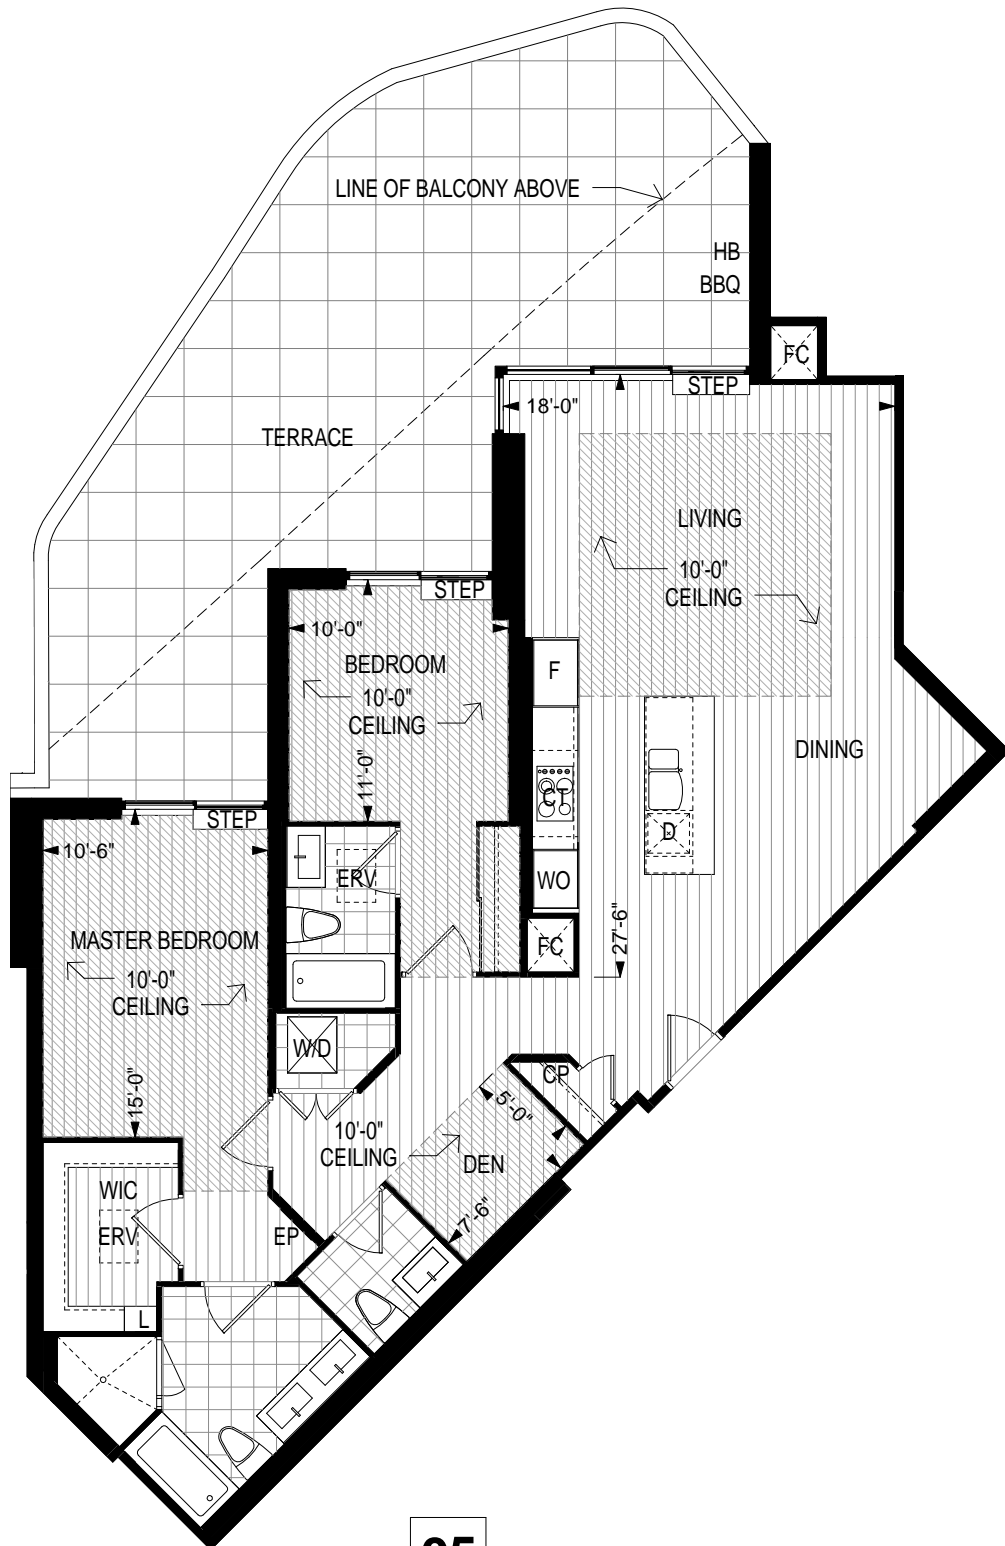 LINE OF BALCONY ABOVE
HB
BBQ
FC
STEP
18'-0"
TERRACE
LIVING
10'-0"
CEILING
STEP
10'-0"
BEDROOM
10'-0"
CEILING
11'-0"
F
CT
WO
FC
DINING
D
27'-6"
STEP
10'-6"
ERV
MASTER BEDROOM
10'-0"
CEILING
W/D
15'-0"
10'-0"
CEILING
CP
5'-0"
DEN
7'-6"
WIC
ERV
EP
L